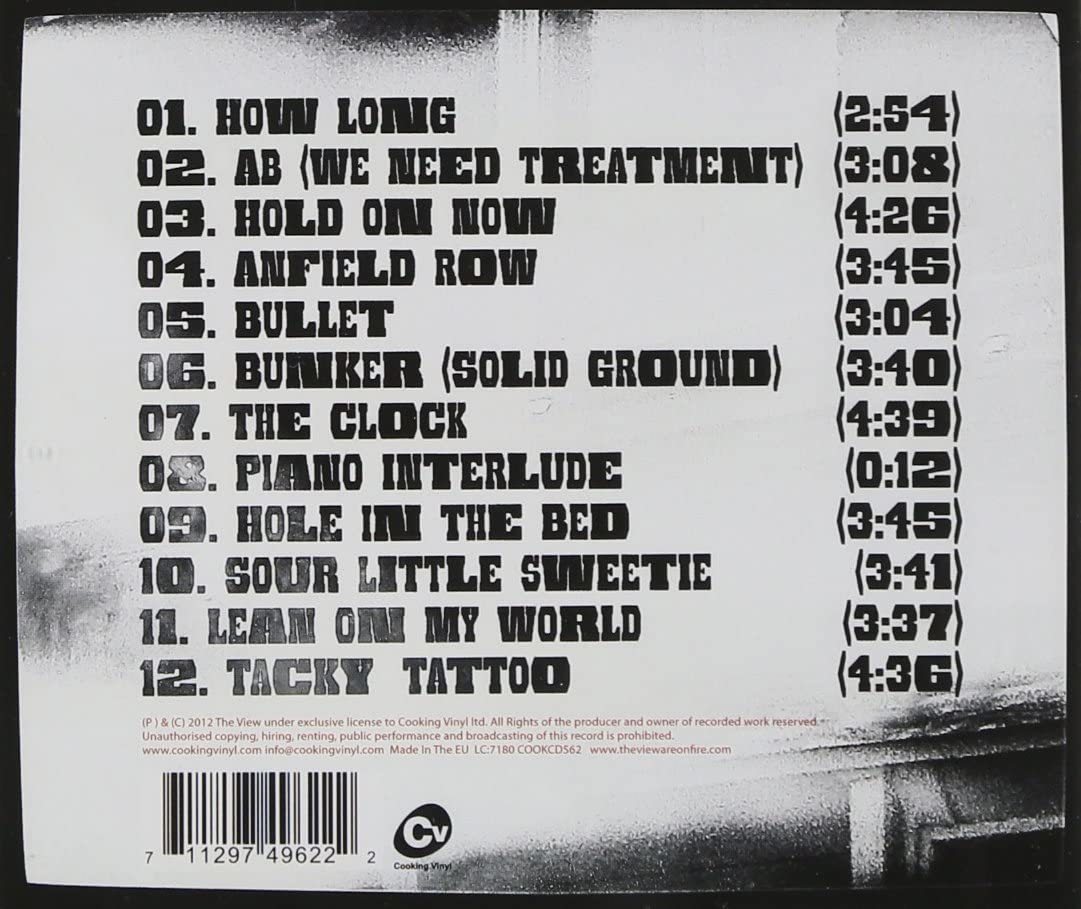 01. HOW LONG (2:54)
02. AB (WE NEED TREATMENT) (3:08)
03. HOLD ON NOW (4:26)
04. ANFIELD ROW (3:45)
05. BULLET (3:04)
06. BUNKER (SOLID GROUND) (3:40)
07. THE CLOCK (4:39)
08. PIANO INTERLUDE (0:12)
09. HOLE IN THE BED (3:45)
10. SOUR LITTLE SWEETIE (3:41)
11. LEAN ON MY WORLD (3:37)
12. TACKY TATTOO (4:36)
(P) & (C) 2012 The View under exclusive license to Cooking Vinyl ltd. All Rights of the producer and owner of recorded work reserved.
Unauthorised copying, hiring, renting, public performance and broadcasting of this record is prohibited.
www.cookingvinyl.com info@cookingvinyl.com Made In The EU LC:7180 COOKCD562 www.theviewareonfire.com
7 11297 49622 2
CV
Cooking Vinyl